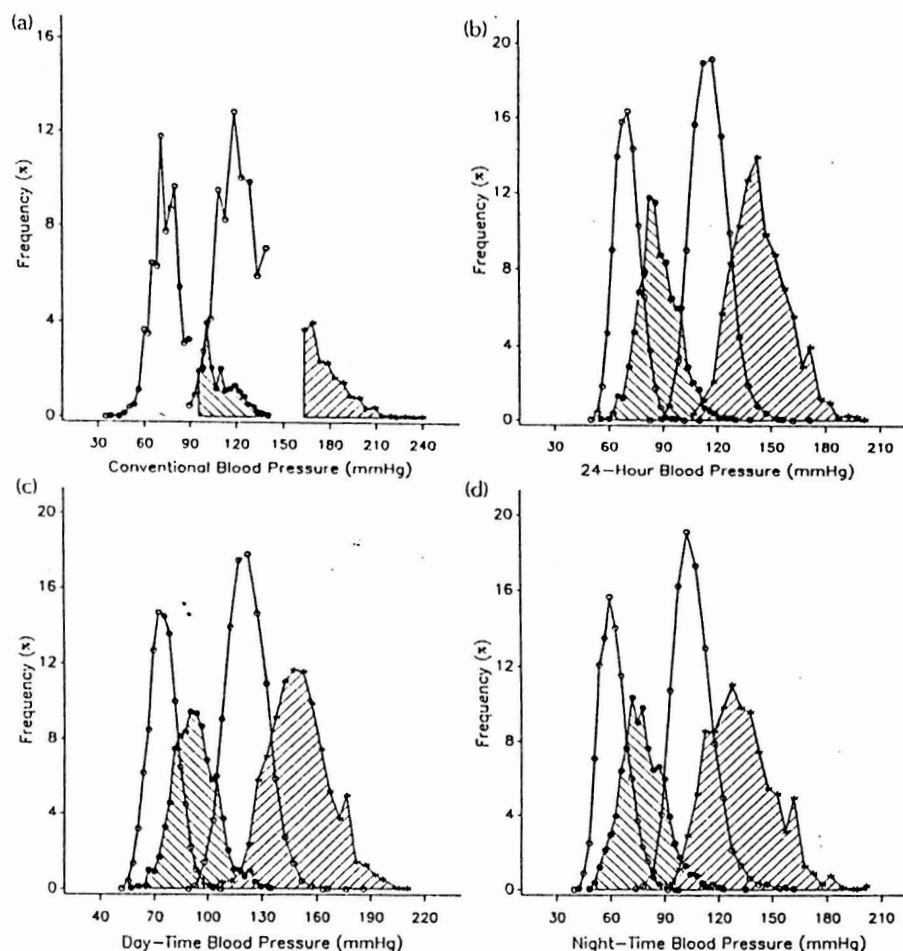 (a)
16
12
8
4
0
Frequency (%)
30 60 90 120 150 180 210 240
Conventional Blood Pressure (mmHg)
(b)
20
16
12
8
4
0
Frequency (%)
30 60 90 120 150 180 210
24-Hour Blood Pressure (mmHg)
(c)
20
16
12
8
4
0
Frequency (%)
40 70 100 130 160 190 220
Day-Time Blood Pressure (mmHg)
(d)
20
16
12
8
4
0
Frequency (%)
30 60 90 120 150 180 210
Night-Time Blood Pressure (mmHg)